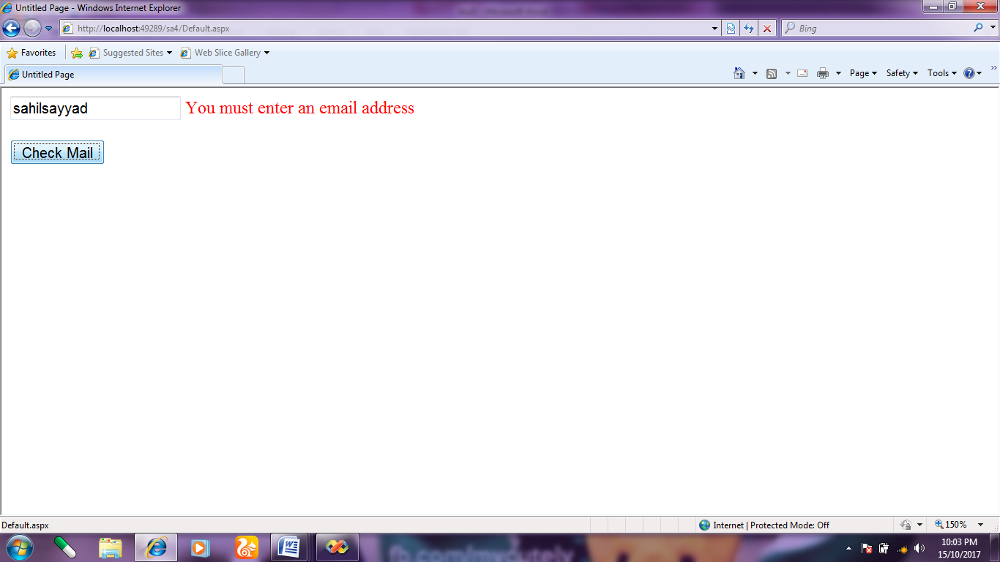 Untitled Page - Windows Internet Explorer
http://localhost:49289/sa4/Default.aspx
Bing
Favorites Suggested Sites Web Slice Gallery
Untitled Page Page Safety Tools
sahilsayyad You must enter an email address
Check Mail
Default.aspx Internet | Protected Mode: Off 150%
10:03 PM
15/10/2017